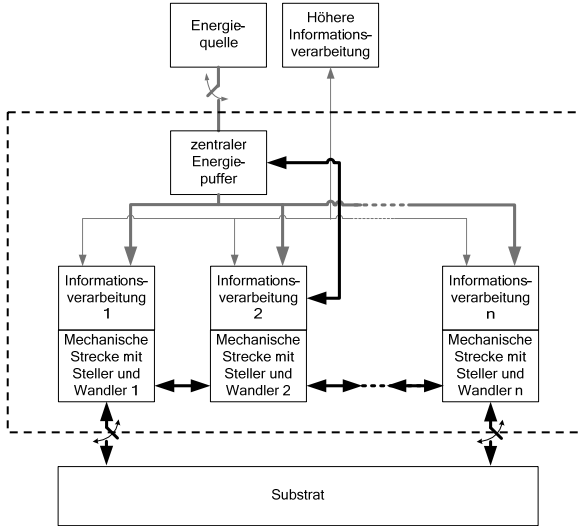 Energie-
quelle
Höhere
Informations-
verarbeitung
zentraler
Energie-
puffer
Informations-
verarbeitung
1
Informations-
verarbeitung
2
Informations-
verarbeitung
n
Mechanische
Strecke mit
Steller und
Wandler 1
Mechanische
Strecke mit
Steller und
Wandler 2
Mechanische
Strecke mit
Steller und
Wandler n
Substrat